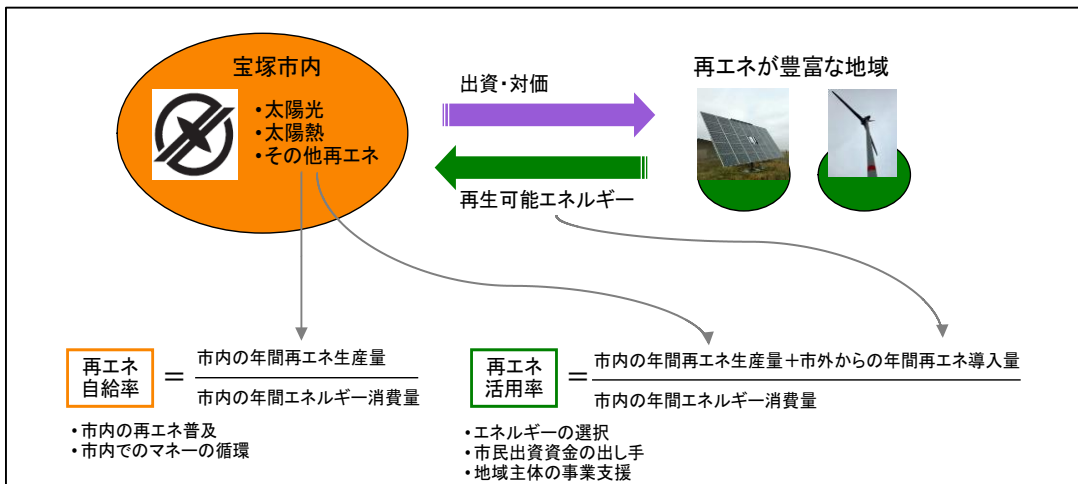 宝塚市内
・太陽光
・太陽熱
・その他再エネ
出資・対価
再生可能エネルギー
再エネが豊富な地域
再エネ
自給率
=
市内の年間再エネ生産量
市内の年間エネルギー消費量
・市内の再エネ普及
・市内でのマネーの循環
再エネ
活用率
=
市内の年間再エネ生産量+市外からの年間再エネ導入量
市内の年間エネルギー消費量
・エネルギーの選択
・市民出資資金の出し手
・地域主体の事業支援